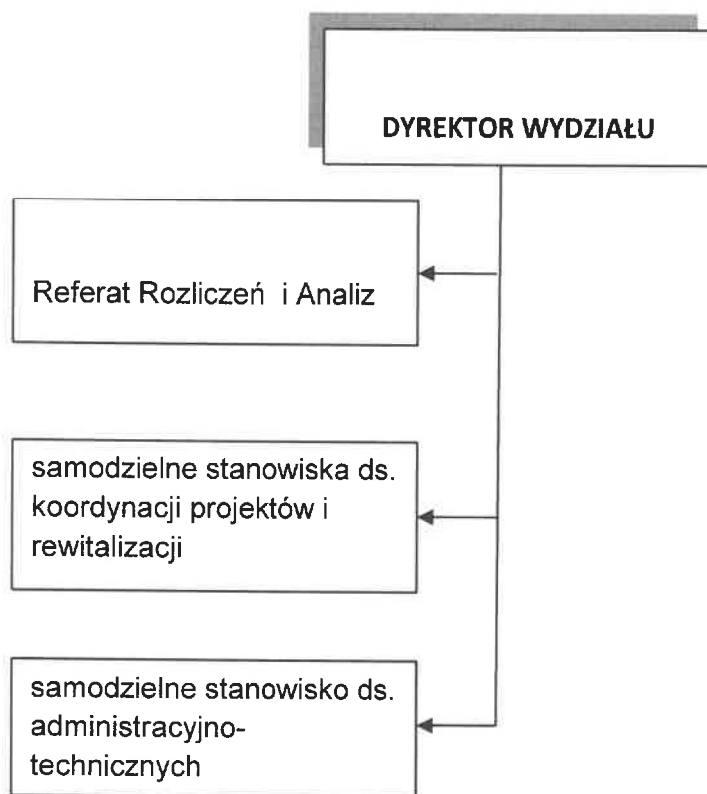 DYREKTOR WYDZIAŁU
Referat Rozliczeń i Analiz
samodzielne stanowiska ds.
koordynacji projektów i
rewitalizacji
samodzielne stanowisko ds.
administracyjno-
technicznych